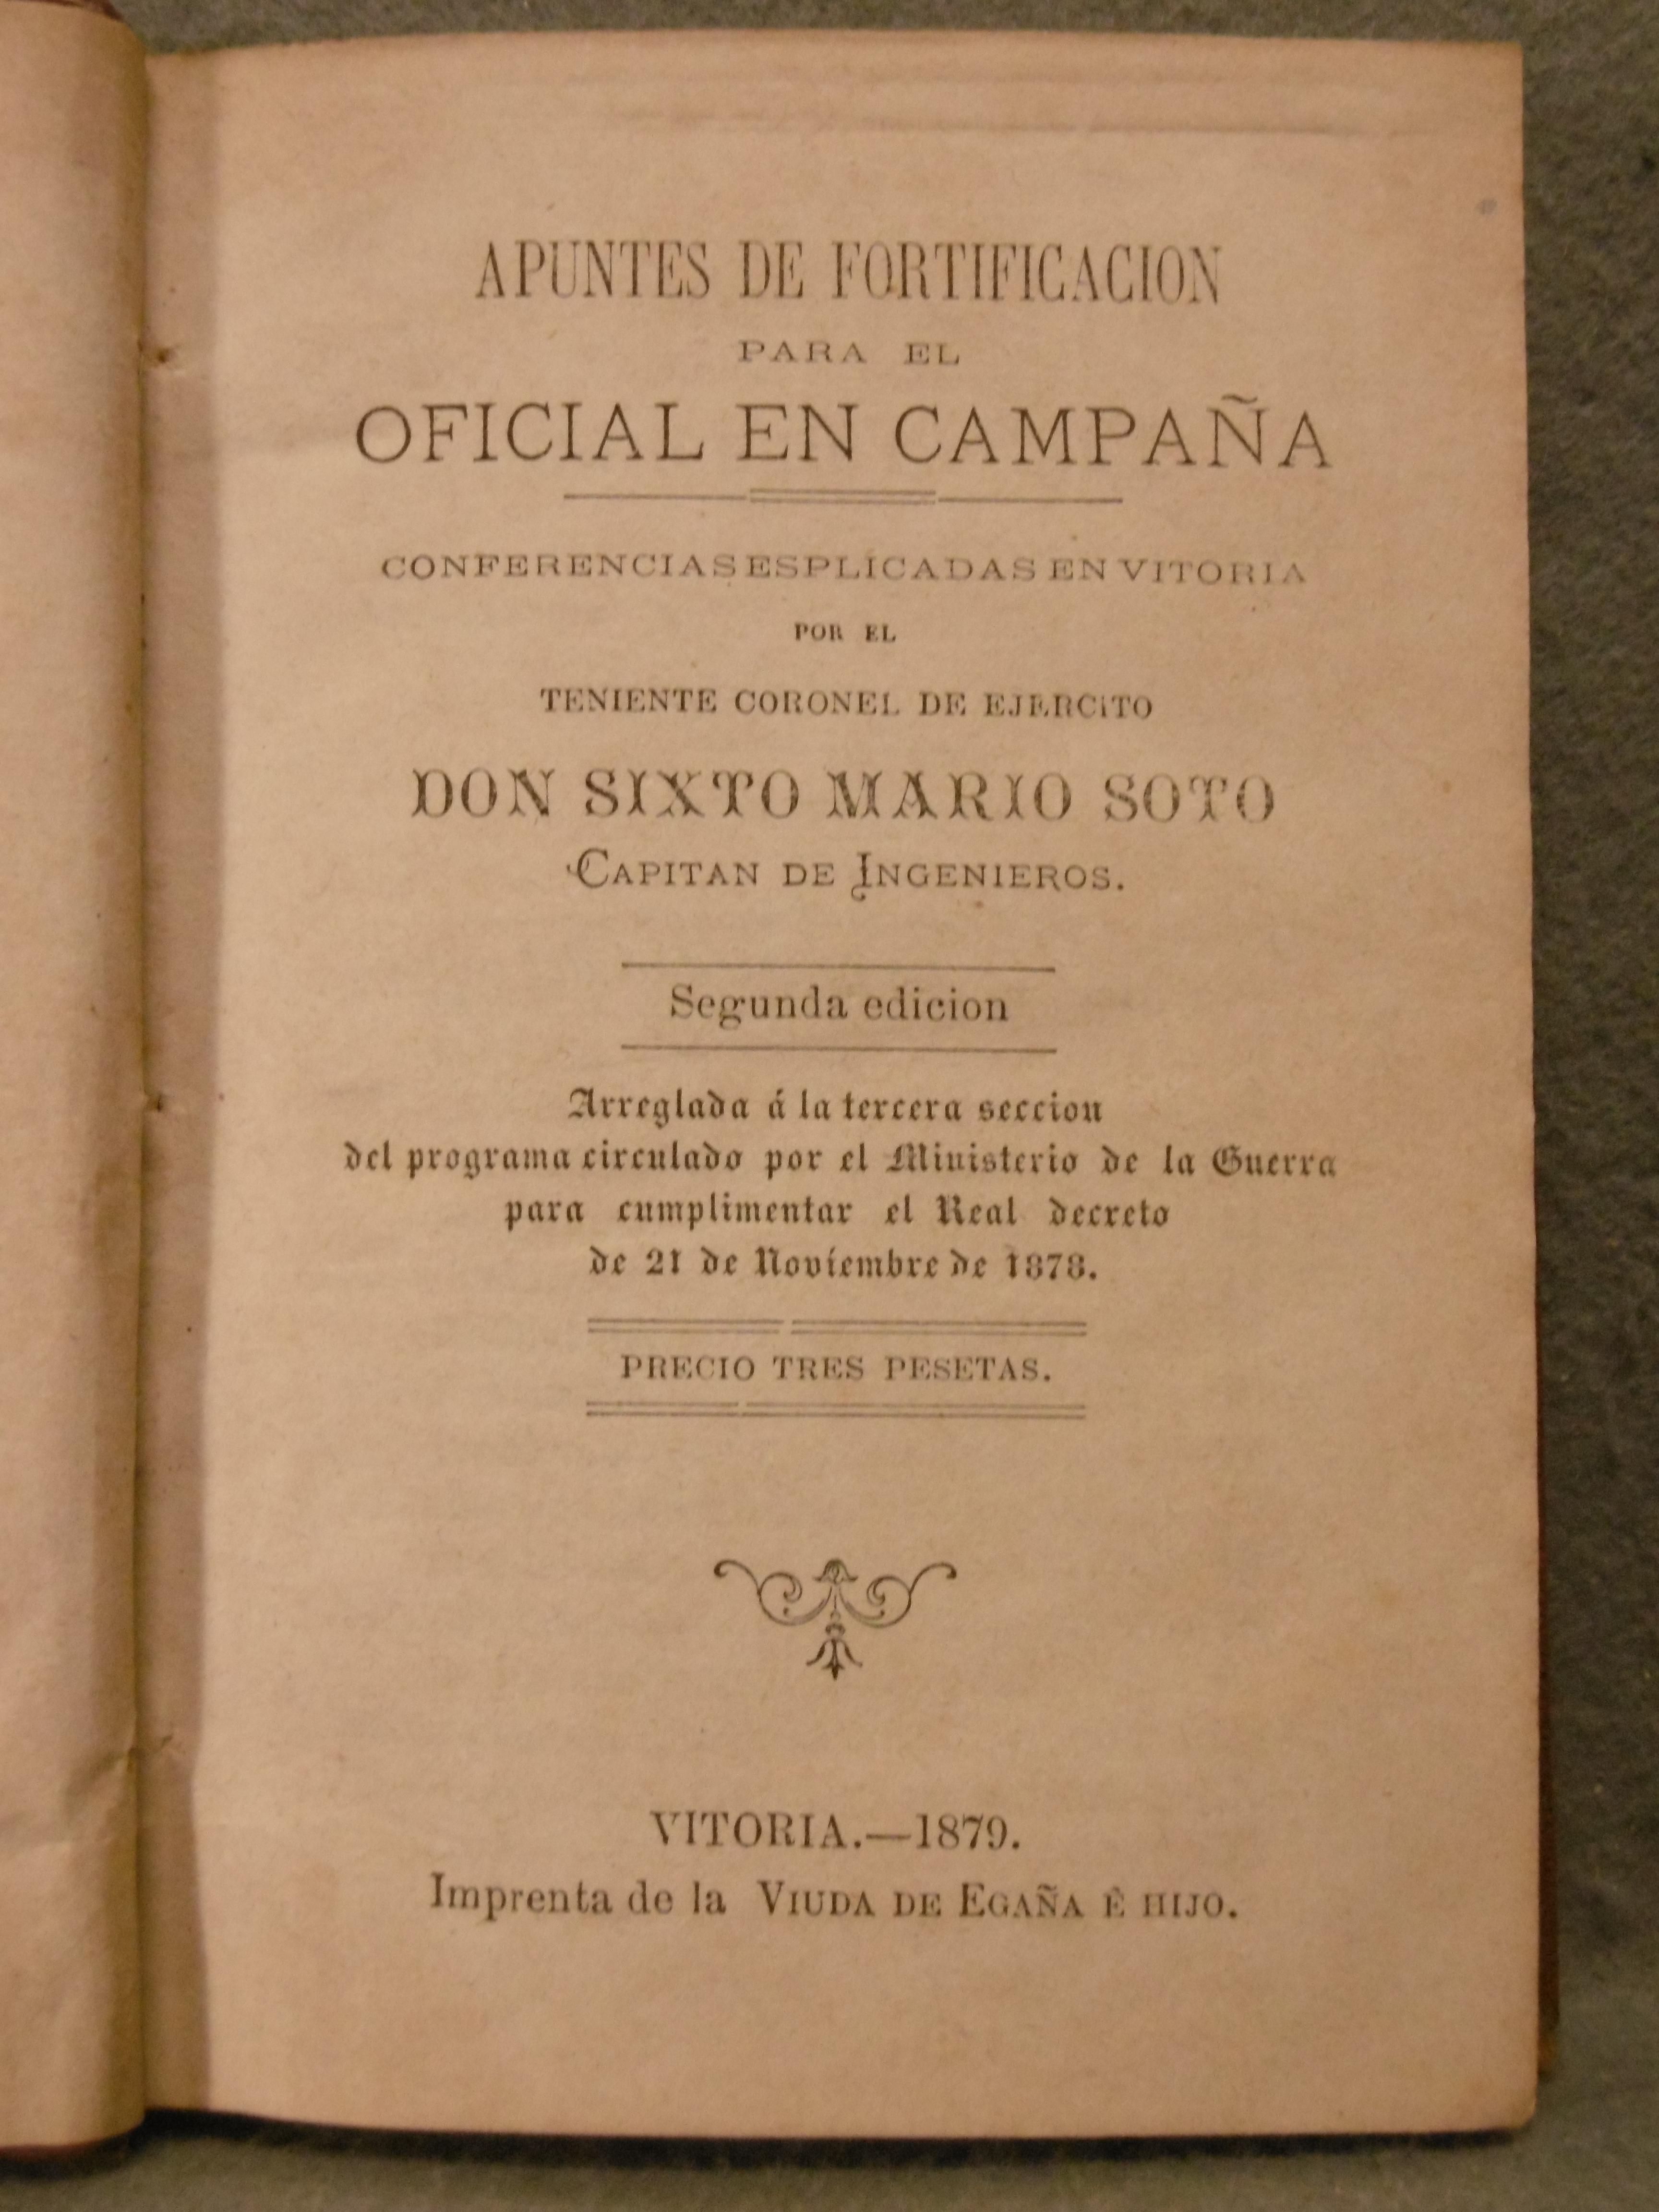 APUNTES DE FORTIFICACION
PARA EL
OFICIAL EN CAMPAÑA
CONFERENCIAS ESPLICADAS EN VITORIA
POR EL
TENIENTE CORONEL DE EJERCITO
DON SIXTO MARIO SOTO
CAPITAN DE INGENIEROS.
Segunda edicion
Arreglada á la tercera seccion
del programa circulado por el Ministerio de la Guerra
para cumplimentar el Real decreto
de 21 de Noviembre de 1878.
PRECIO TRES PESETAS.
VITORIA.—1879.
Imprenta de la VIUDA DE EGAÑA È HIJO.